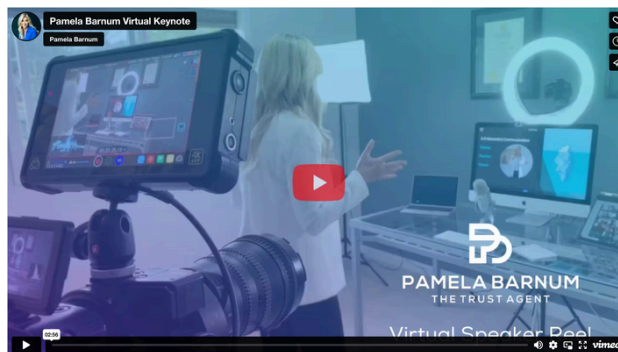 Pamela Barnum Virtual Keynote
Pamela Barnum
PAMELA BARNUM
THE TRUST AGENT
Virtual Speaker Reel
02:56
vimeo